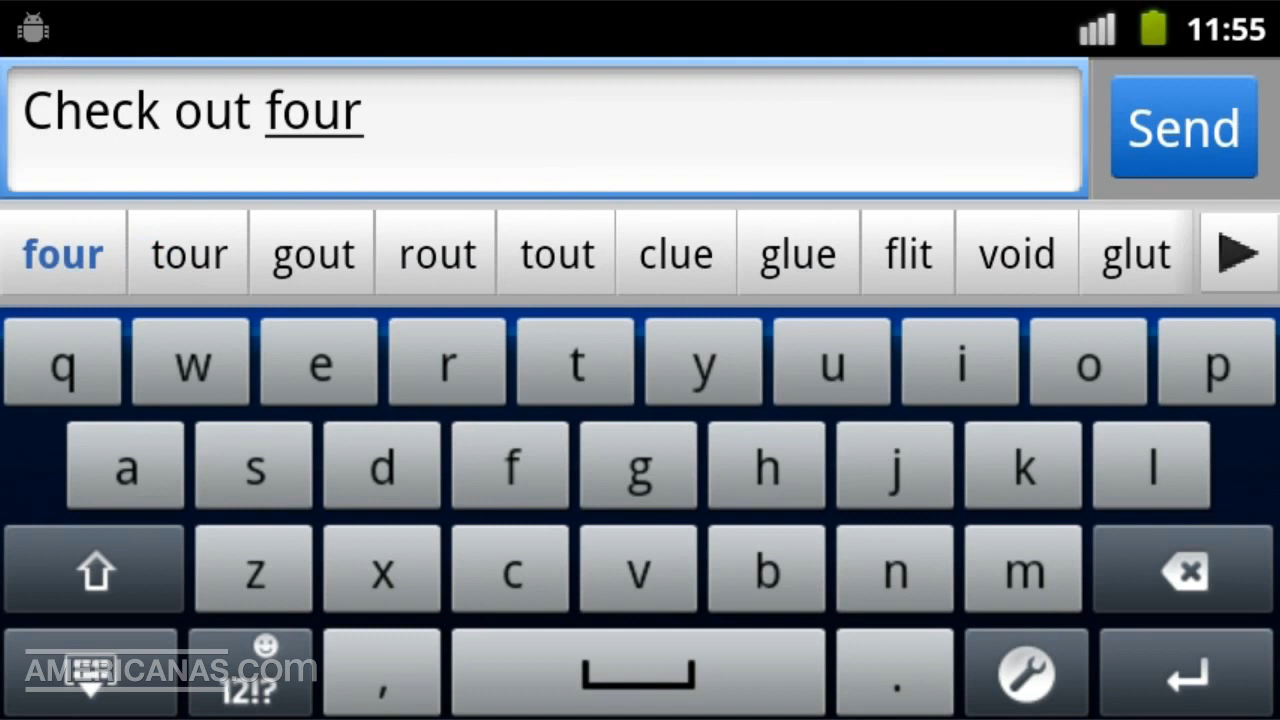 11:55
Check out four
Send
four tour gout rout tout clue glue flit void glut
q w e r t y u i o p
a s d f g h j k l
z x c v b n m
12!? , .
AMERICANAS.com